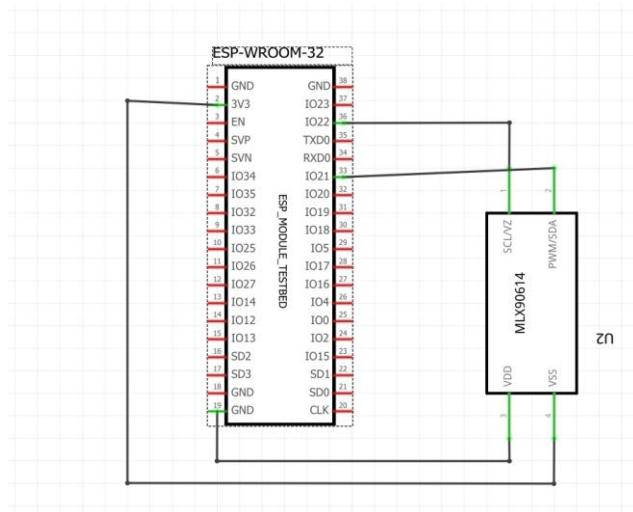 ESP-WROOM-32
1 GND
2 3V3
3 EN
4 SVP
5 SVN
6 IO34
7 IO35
8 IO32
9 IO33
10 IO25
11 IO26
12 IO27
13 IO14
14 IO12
15 IO13
16 SD2
17 SD3
18 GND
19 GND
ESP_MODULE_TESTBED
GND 38
IO23 37
IO22 36
TXD0 35
RXD0 34
IO21 33
IO20 32
IO19 31
IO18 30
IO5 29
IO17 28
IO16 27
IO4 26
IO0 25
IO2 24
IO15 23
SD1 22
SD0 21
CLK 20
1 SCL/VZ
2 PWM/SDA
MLX90614
U2
VDD 3
VSS 4